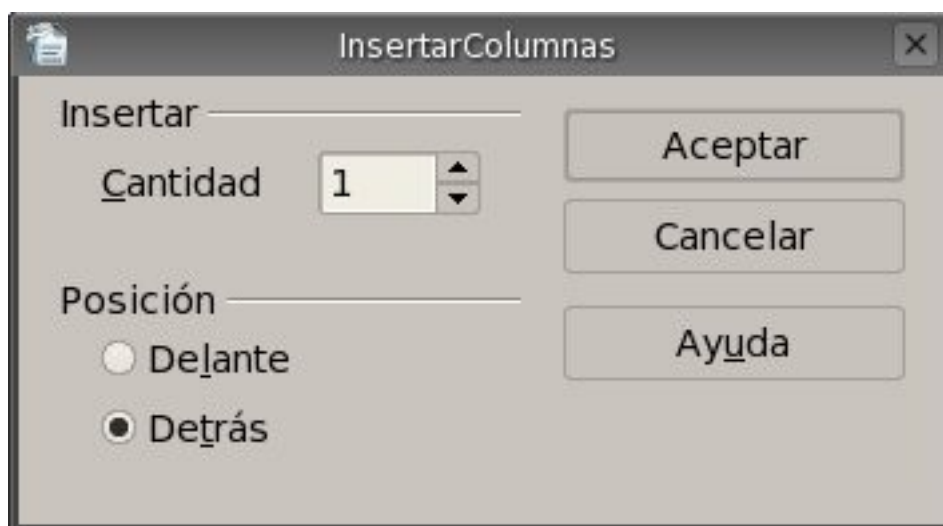 InsertarColumnas
Insertar
Cantidad 1
Posición
Delante
Detrás
Aceptar
Cancelar
Ayuda